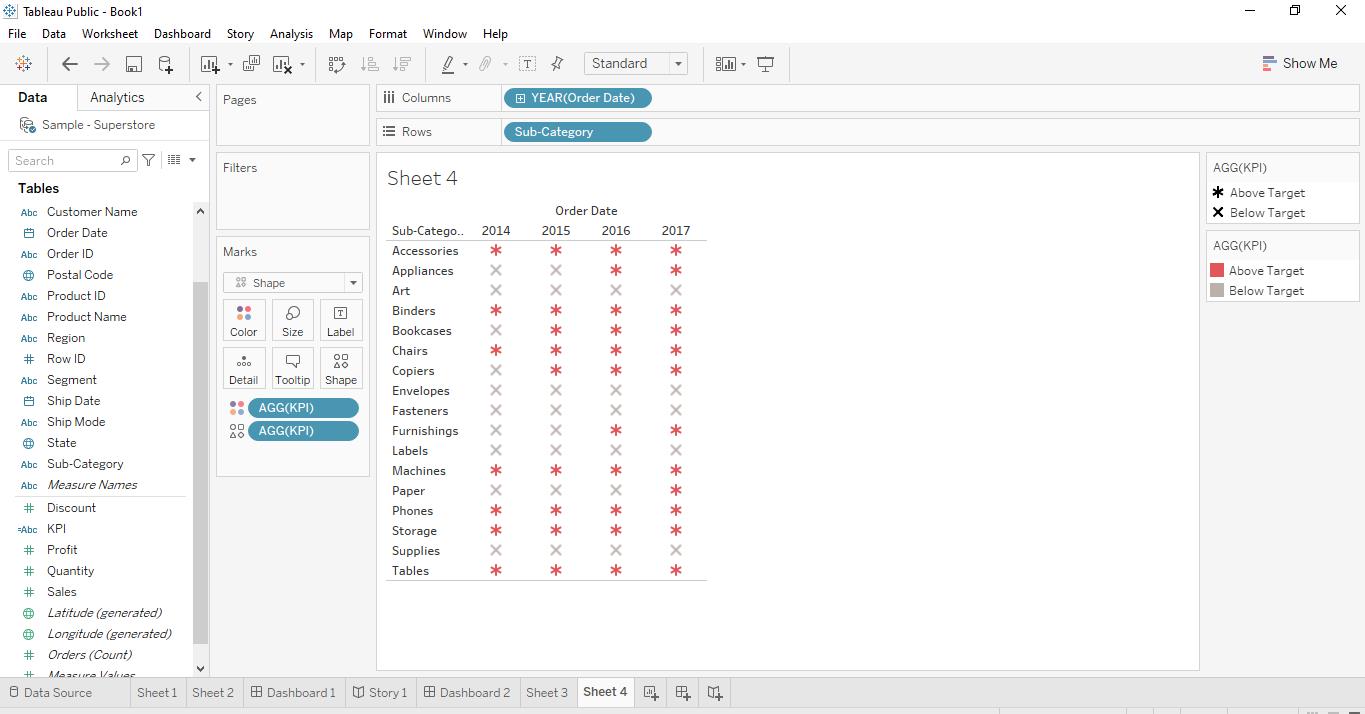 Tableau Public - Book1
File Data Worksheet Dashboard Story Analysis Map Format Window Help
Standard
Show Me
Data Analytics
Sample - Superstore
Search
Tables
Abc Customer Name
Order Date
Abc Order ID
Postal Code
Abc Product ID
Abc Product Name
Abc Region
# Row ID
Abc Segment
Ship Date
Abc Ship Mode
State
Abc Sub-Category
Abc Measure Names
# Discount
=Abc KPI
# Profit
# Quantity
# Sales
Latitude (generated)
Longitude (generated)
# Orders (Count)
# Measure Values
Pages
Filters
Marks
Shape
Color Size Label
Detail Tooltip Shape
AGG(KPI)
AGG(KPI)
Columns YEAR(Order Date)
Rows Sub-Category
Sheet 4
Order Date
Sub-Catego.. 2014 2015 2016 2017
Accessories
Appliances
Art
Binders
Bookcases
Chairs
Copiers
Envelopes
Fasteners
Furnishings
Labels
Machines
Paper
Phones
Storage
Supplies
Tables
AGG(KPI)
Above Target
Below Target
AGG(KPI)
Above Target
Below Target
Data Source Sheet 1 Sheet 2 Dashboard 1 Story 1 Dashboard 2 Sheet 3 Sheet 4